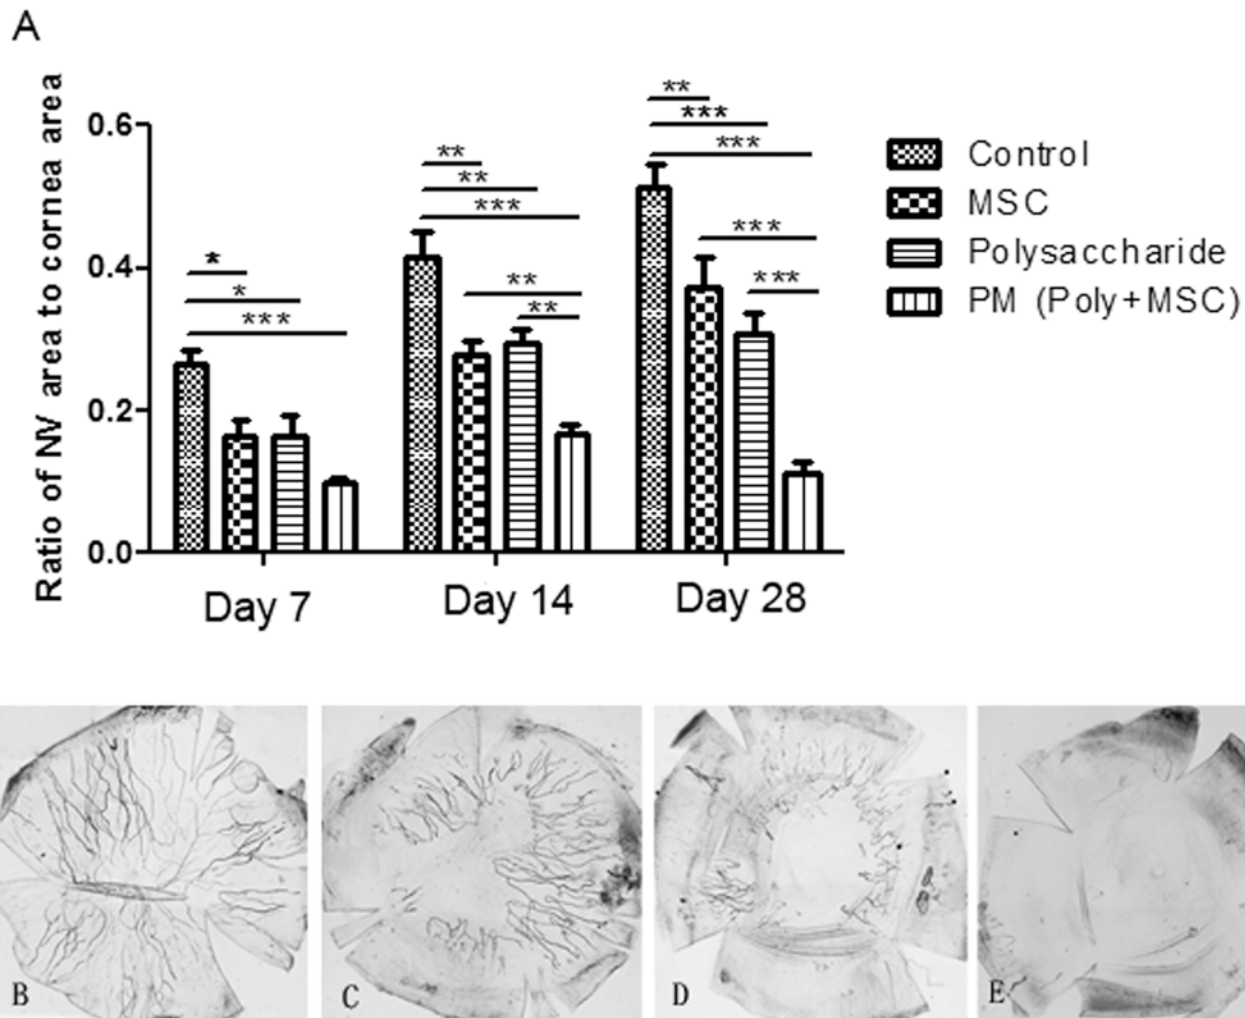 A
Ratio of NV area to cornea area
0.6
0.4
0.2
0.0
*
*
***
**
**
***
**
**
**
***
***
***
***
Day 7
Day 14
Day 28
Control
MSC
Polysaccharide
PM (Poly+MSC)
B
C
D
E